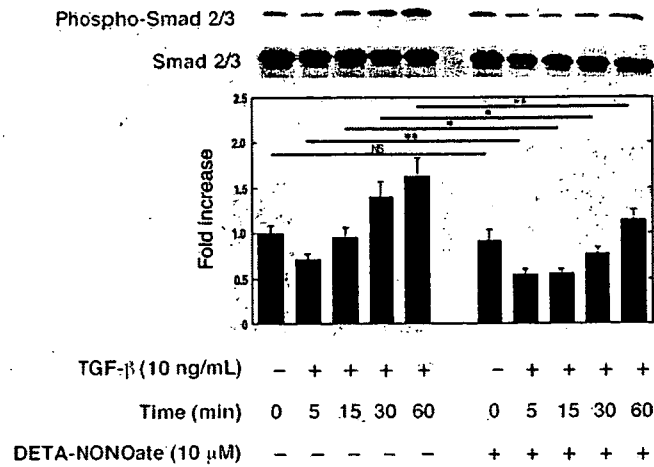 Phospho-Smad 2/3
Smad 2/3
2.5
**
*
2.0
*
**
NS
1.5
1.0
0.5
0
Fold increase
TGF-β (10 ng/mL) – + + + + – + + + +
Time (min) 0 5 15 30 60 0 5 15 30 60
DETA-NONOate (10 μM) – – – – – + + + + +